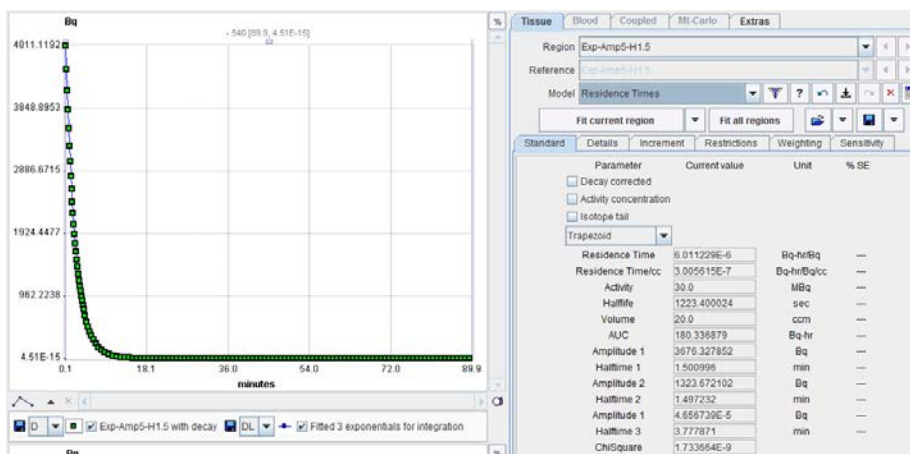 Bq
%
- 540 [89.9, 4.51E-15]
4811.1192
3848.8953
2886.6715
1924.4477
962.2238
4.51E-15
0.1 18.1 36.0 54.0 72.0 89.9
minutes
D Exp-Amp5-H1.5 with decay DL Fitted 3 exponentials for integration
Bq
%
Tissue Blood Coupled Mt-Carlo Extras
Region Exp-Amp5-H1.5
Reference Exp-Amp5-H1.5
Model Residence Times ?
Fit current region Fit all regions
Standard Details Increment Restrictions Weighting Sensitivity
Parameter Current value Unit % SE
Decay corrected
Activity concentration
Isotope tail
Trapezoid
Residence Time 6.011229E-6 Bq-hr/Bq ---
Residence Time/cc 3.005615E-7 Bq-hr/Bq/cc ---
Activity 30.0 MBq ---
Halflife 1223.400024 sec ---
Volume 20.0 ccm ---
AUC 180.336879 Bq-hr ---
Amplitude 1 3676.327852 Bq ---
Halftime 1 1.500996 min ---
Amplitude 2 1323.672102 Bq ---
Halftime 2 1.497232 min ---
Amplitude 1 4.656739E-5 Bq ---
Halftime 3 3.777871 min ---
ChiSquare 1.733664E-9 ---